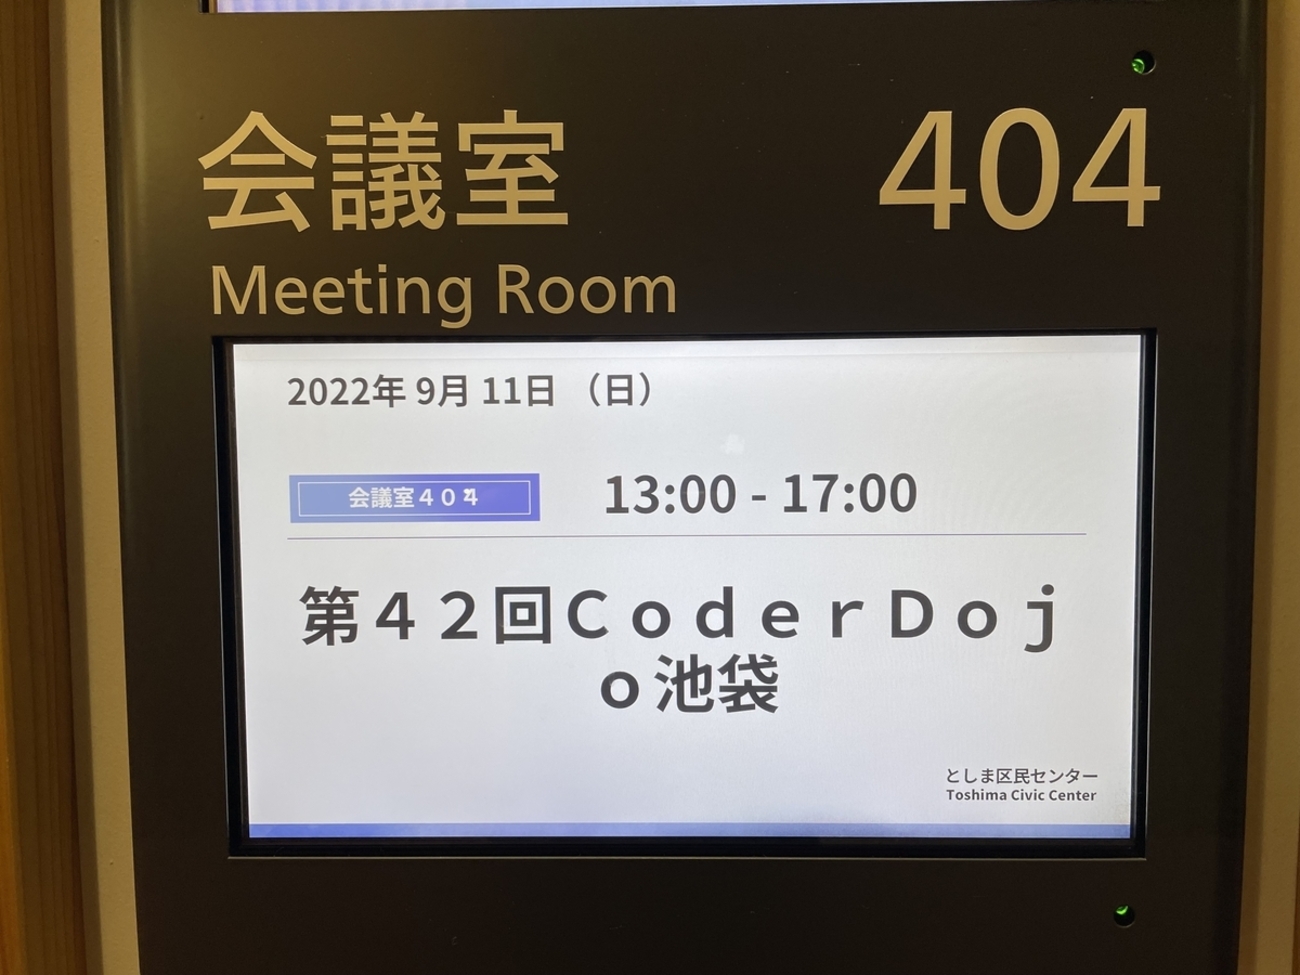 会議室 404
Meeting Room
2022年 9月 11日 （日）
会議室４０４ 13:00 - 17:00
第４２回ＣｏｄｅｒＤｏｊ
ｏ池袋
としま区民センター
Toshima Civic Center